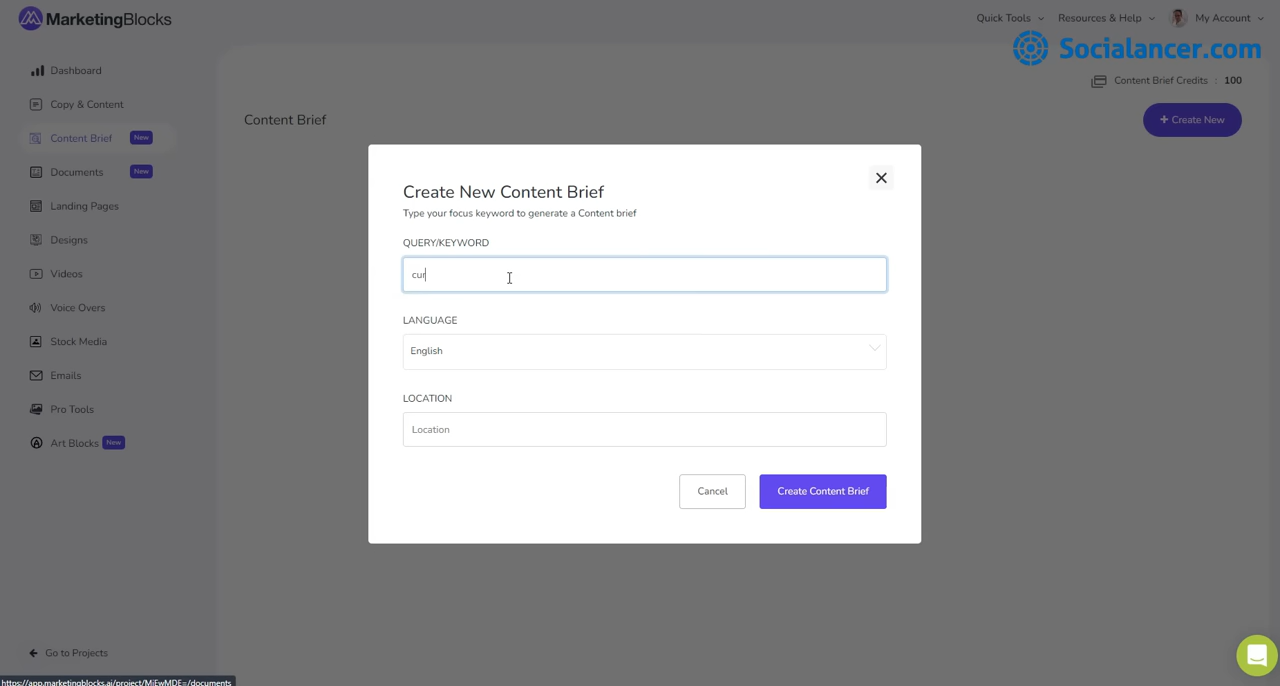 MarketingBlocks
Quick Tools
Resources & Help
My Account
Socialancer.com
Dashboard
Copy & Content
Content Brief New
Documents New
Landing Pages
Designs
Videos
Voice Overs
Stock Media
Emails
Pro Tools
Art Blocks New
Go to Projects
Content Brief Credits : 100
Content Brief
+ Create New
Create New Content Brief
Type your focus keyword to generate a Content brief
QUERY/KEYWORD
cur
LANGUAGE
English
LOCATION
Location
Cancel
Create Content Brief
https://app.marketingblocks.ai/project/MjEwMDE=/documents